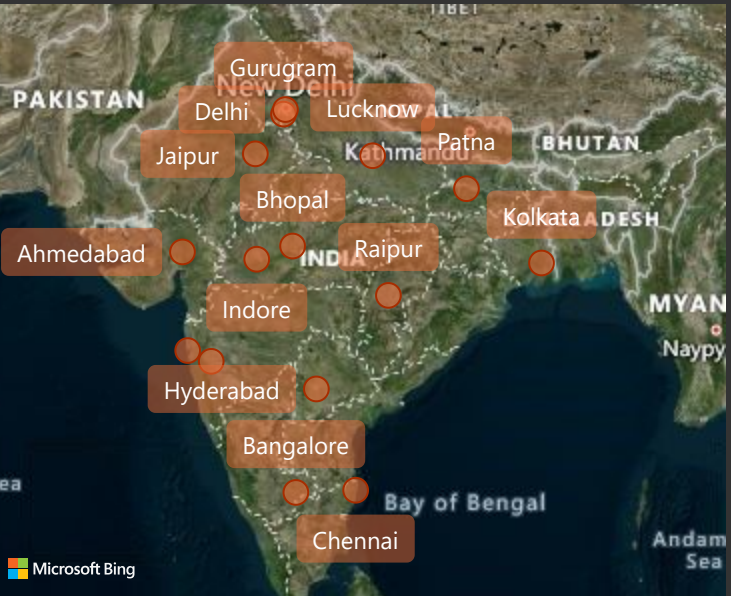 TIBET
Gurugram
New Delhi
PAKISTAN
Delhi
Lucknow
PAL
Patna
BHUTAN
Jaipur
Kathmandu
Bhopal
Kolkata
ADESH
Ahmedabad
INDIA
Raipur
Indore
MYAN
Naypy
Hyderabad
Bangalore
ea
Bay of Bengal
Chennai
Andam
Sea
Microsoft Bing